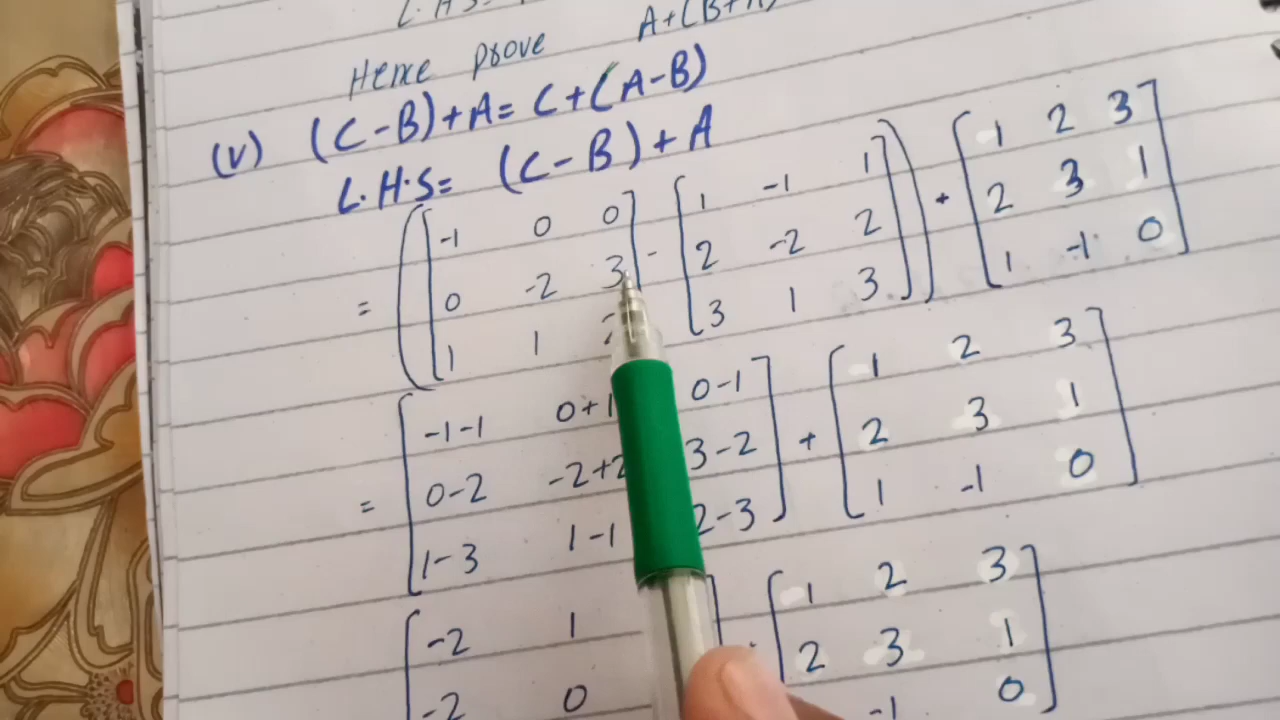 L.H.S=
Hence prove A+(B+A)
(v) (C-B)+A= C+(A-B)
L.H.S= (C-B)+A
= ([-1 0 0] - [1 -1 1]) + [1 2 3]
[0 -2 3] [2 -2 2] [2 3 1]
[1 1 2] [3 1 3] [1 -1 0]
= [-1-1 0+1 0-1] + [1 2 3]
[0-2 -2+2 3-2] [2 3 1]
[1-3 1-1 2-3] [1 -1 0]
[-2 1 ] [1 2 3]
[-2 0 ] [2 3 1]
-1 0]